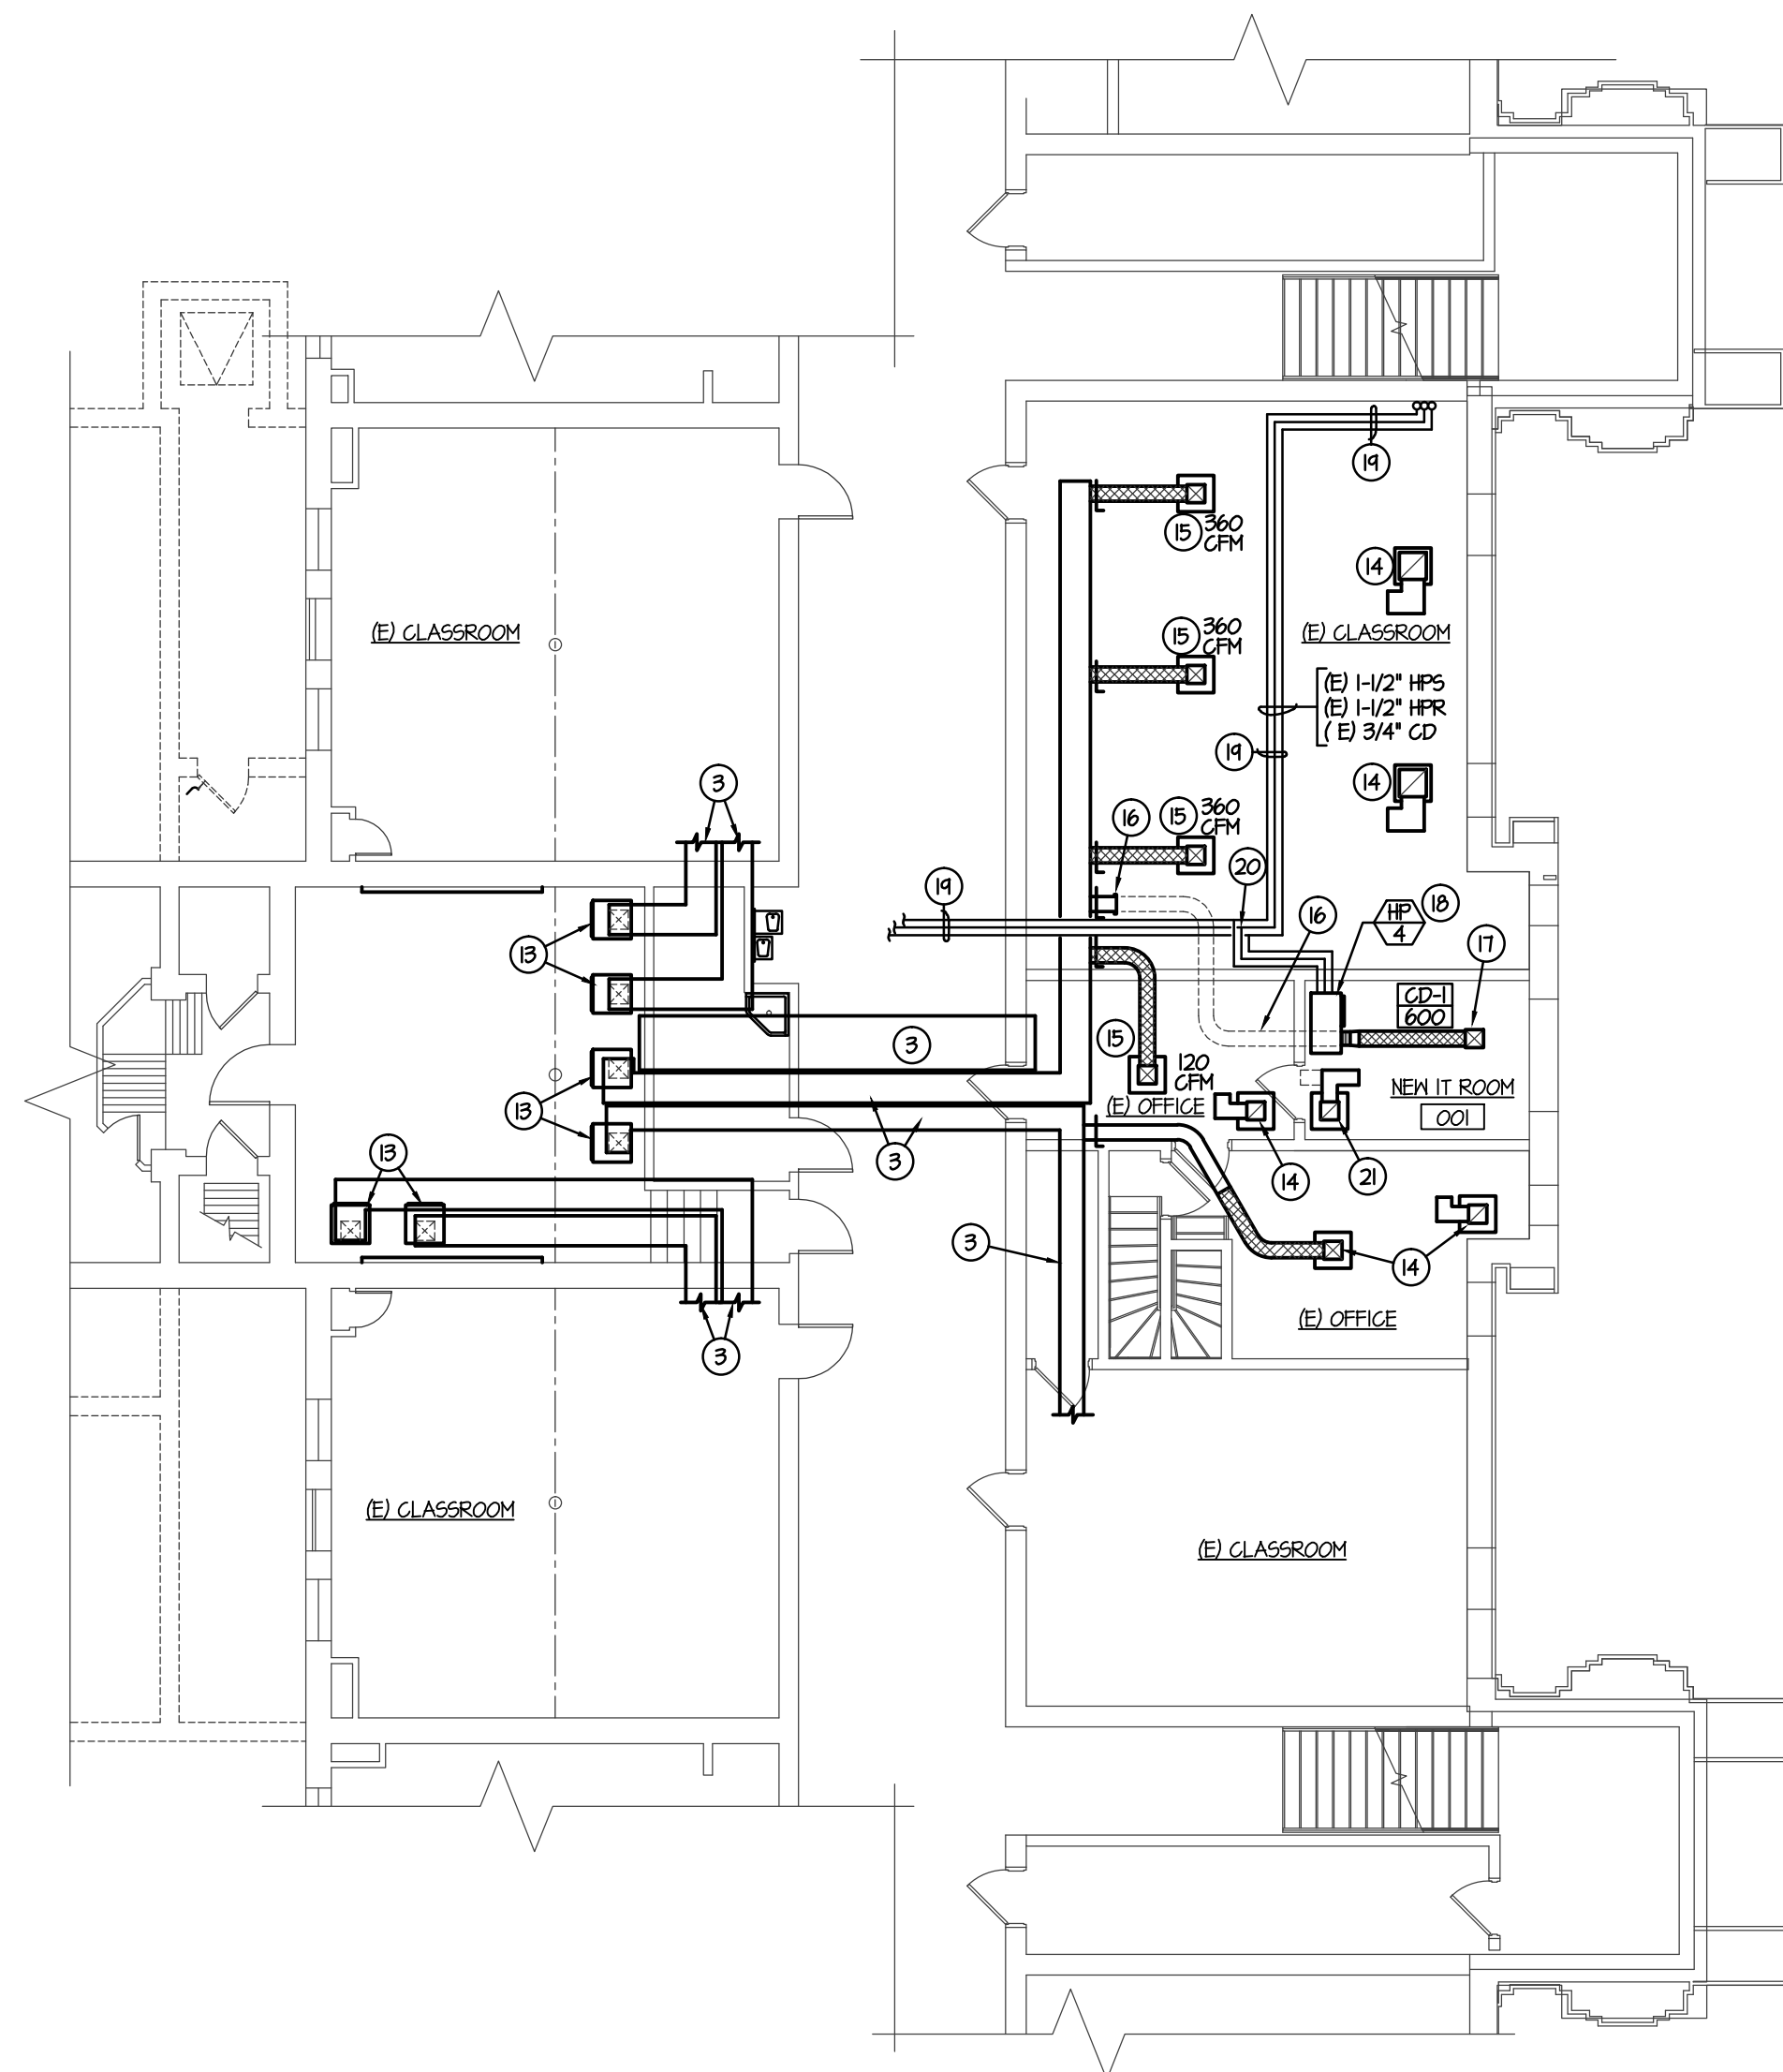 19
15 360
CFM
14
(E) CLASSROOM
15 360
CFM
(E) CLASSROOM
(E) 1-1/2" HPS
(E) 1-1/2" HPR
( E) 3/4" CD
19
3
14
16
15 360
CFM
20
19
16
HP
4
18
17
13
CD-1
600
15
3
120
CFM
(E) OFFICE
NEW IT ROOM
001
13
13
3
14
21
3
14
(E) OFFICE
3
(E) CLASSROOM
(E) CLASSROOM